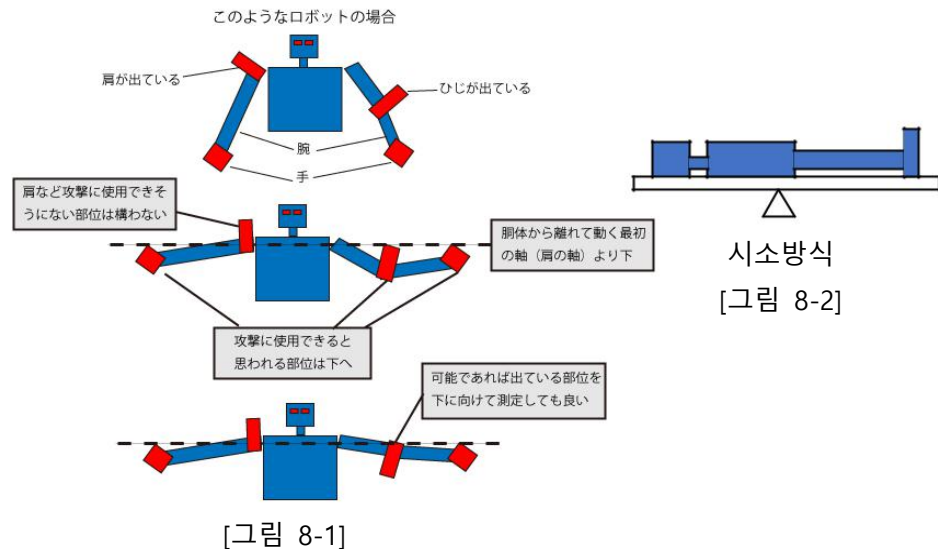 このようなロボットの場合
肩が出ている
ひじが出ている
腕
手
肩など攻撃に使用できそ
うにない部位は構わない
胴体から離れて動く最初
の軸（肩の軸）より下
攻撃に使用できると
思われる部位は下へ
可能であれば出ている部位を
下に向けて測定しても良い
[그림 8-1]
시소방식
[그림 8-2]